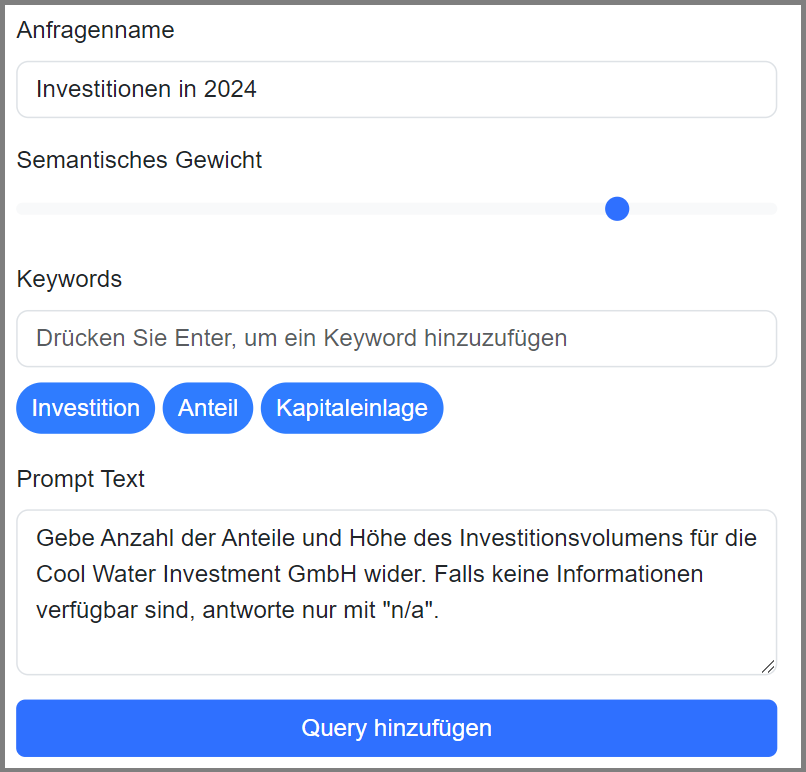 Anfragenname
Investitionen in 2024
Semantisches Gewicht
Keywords
Drücken Sie Enter, um ein Keyword hinzuzufügen
Investition Anteil Kapitaleinlage
Prompt Text
Gebe Anzahl der Anteile und Höhe des Investitionsvolumens für die
Cool Water Investment GmbH wider. Falls keine Informationen
verfügbar sind, antworte nur mit "n/a".
Query hinzufügen